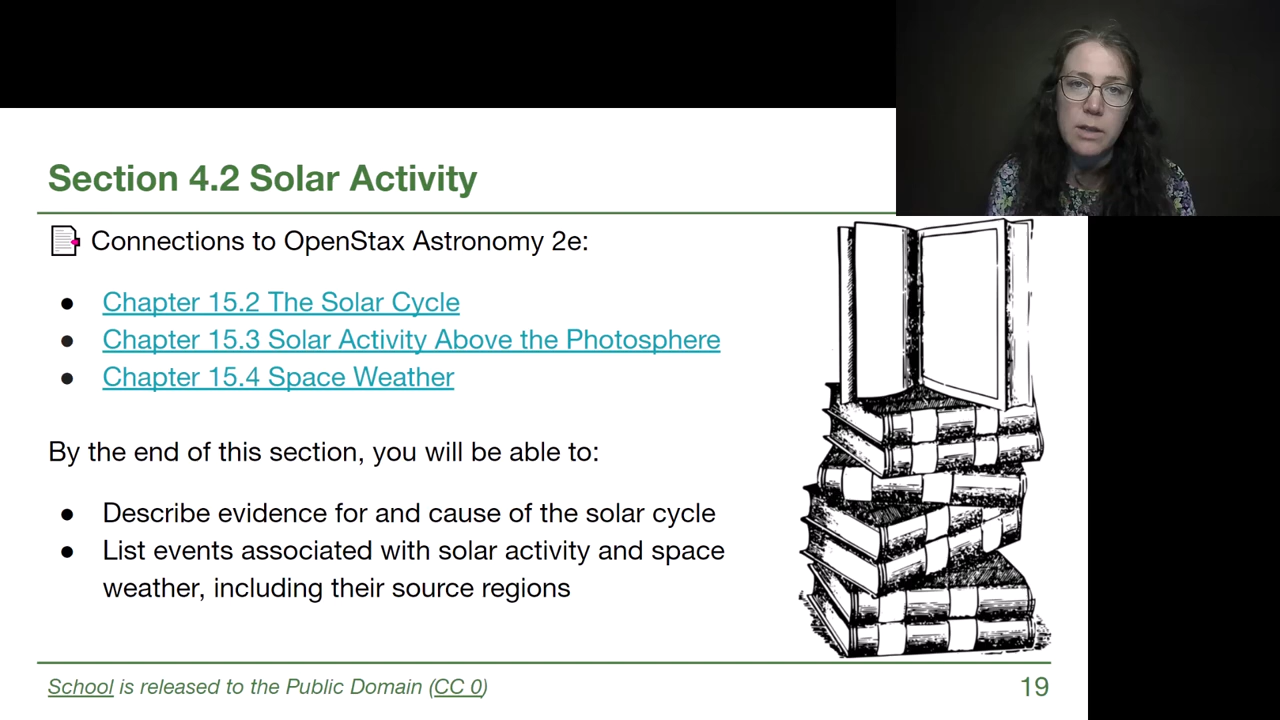 Section 4.2 Solar Activity
Connections to OpenStax Astronomy 2e:
● Chapter 15.2 The Solar Cycle
● Chapter 15.3 Solar Activity Above the Photosphere
● Chapter 15.4 Space Weather
By the end of this section, you will be able to:
● Describe evidence for and cause of the solar cycle
● List events associated with solar activity and space
weather, including their source regions
School is released to the Public Domain (CC 0)
19